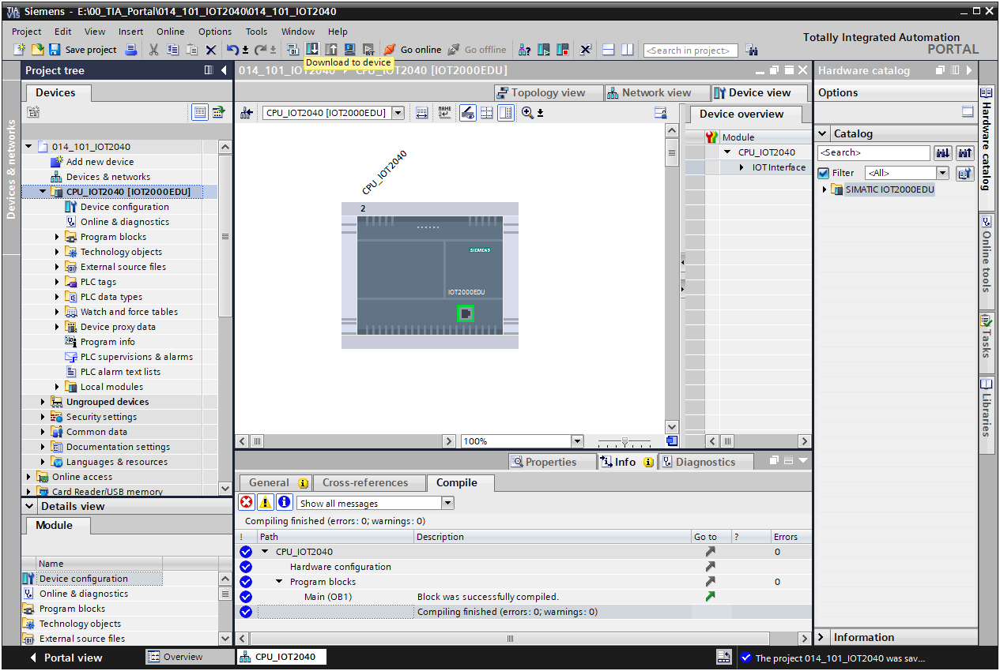 TIA V15 Siemens - E:\00_TIA_Portal\014_101_IOT2040\014_101_IOT2040
Project Edit View Insert Online Options Tools Window Help
Totally Integrated Automation
PORTAL
Save project Go online Go offline <Search in project>
Download to device
Project tree
014_101_IOT2040 CPU_IOT2040 [IOT2000EDU]
Hardware catalog
Devices
Topology view Network view Device view
Options
CPU_IOT2040 [IOT2000EDU]
NAME
Device overview
Module
CPU_IOT2040
IOT Interface
Catalog
<Search>
Filter <All>
SIMATIC IOT2000EDU
Devices & networks
014_101_IOT2040
Add new device
Devices & networks
CPU_IOT2040 [IOT2000EDU]
Device configuration
Online & diagnostics
Program blocks
Technology objects
External source files
PLC tags
PLC data types
Watch and force tables
Device proxy data
Program info
PLC supervisions & alarms
PLC alarm text lists
Local modules
Ungrouped devices
Security settings
Common data
Documentation settings
Languages & resources
Online access
Card Reader/USB memory
CPU_IOT2040
2
SIEMENS
IOT2000EDU
100%
Hardware catalog
Online tools
Tasks
Libraries
Properties Info Diagnostics
General Cross-references Compile
Show all messages
Compiling finished (errors: 0; warnings: 0)
! Path Description Go to ? Errors
CPU_IOT2040 0
Hardware configuration
Program blocks 0
Main (OB1) Block was successfully compiled.
Compiling finished (errors: 0; warnings: 0)
Details view
Module
Name
Device configuration
Online & diagnostics
Program blocks
Technology objects
External source files
Information
Portal view Overview CPU_IOT2040 The project 014_101_IOT2040 was sav...